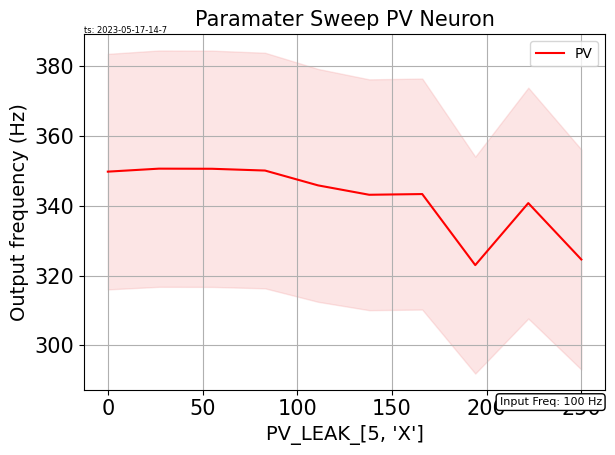 Paramater Sweep PV Neuron
ts: 2023-05-17-14-7
PV
Output frequency (Hz)
380
360
340
320
300
0 50 100 150 200 250
Input Freq: 100 Hz
PV_LEAK_[5, 'X']